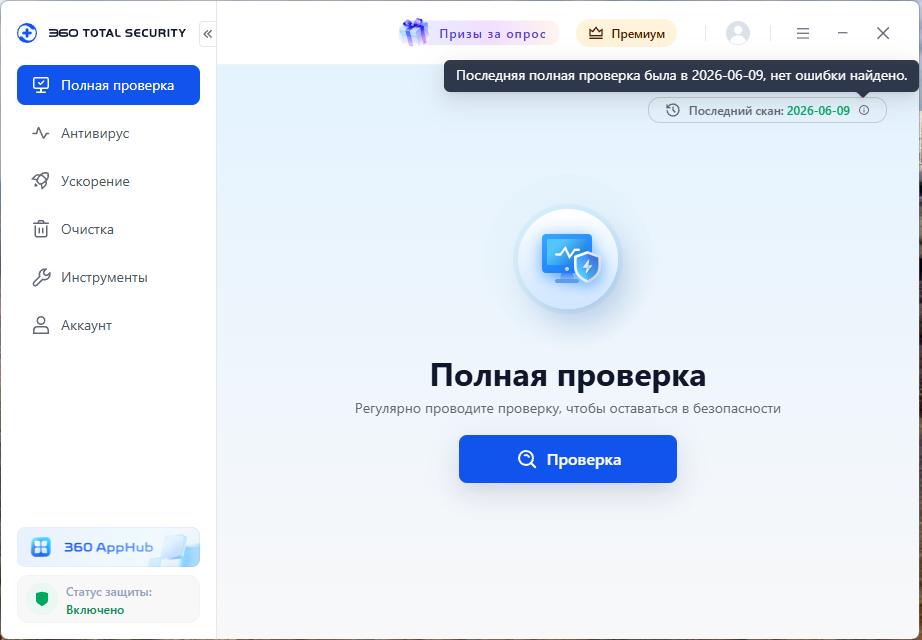 360 TOTAL SECURITY
«
Призы за опрос
Премиум
Последняя полная проверка была в 2026-06-09, нет ошибки найдено.
Последний скан: 2026-06-09
Полная проверка
Антивирус
Ускорение
Очистка
Инструменты
Аккаунт
Полная проверка
Регулярно проводите проверку, чтобы оставаться в безопасности
Проверка
360 AppHub
Статус защиты:
Включено